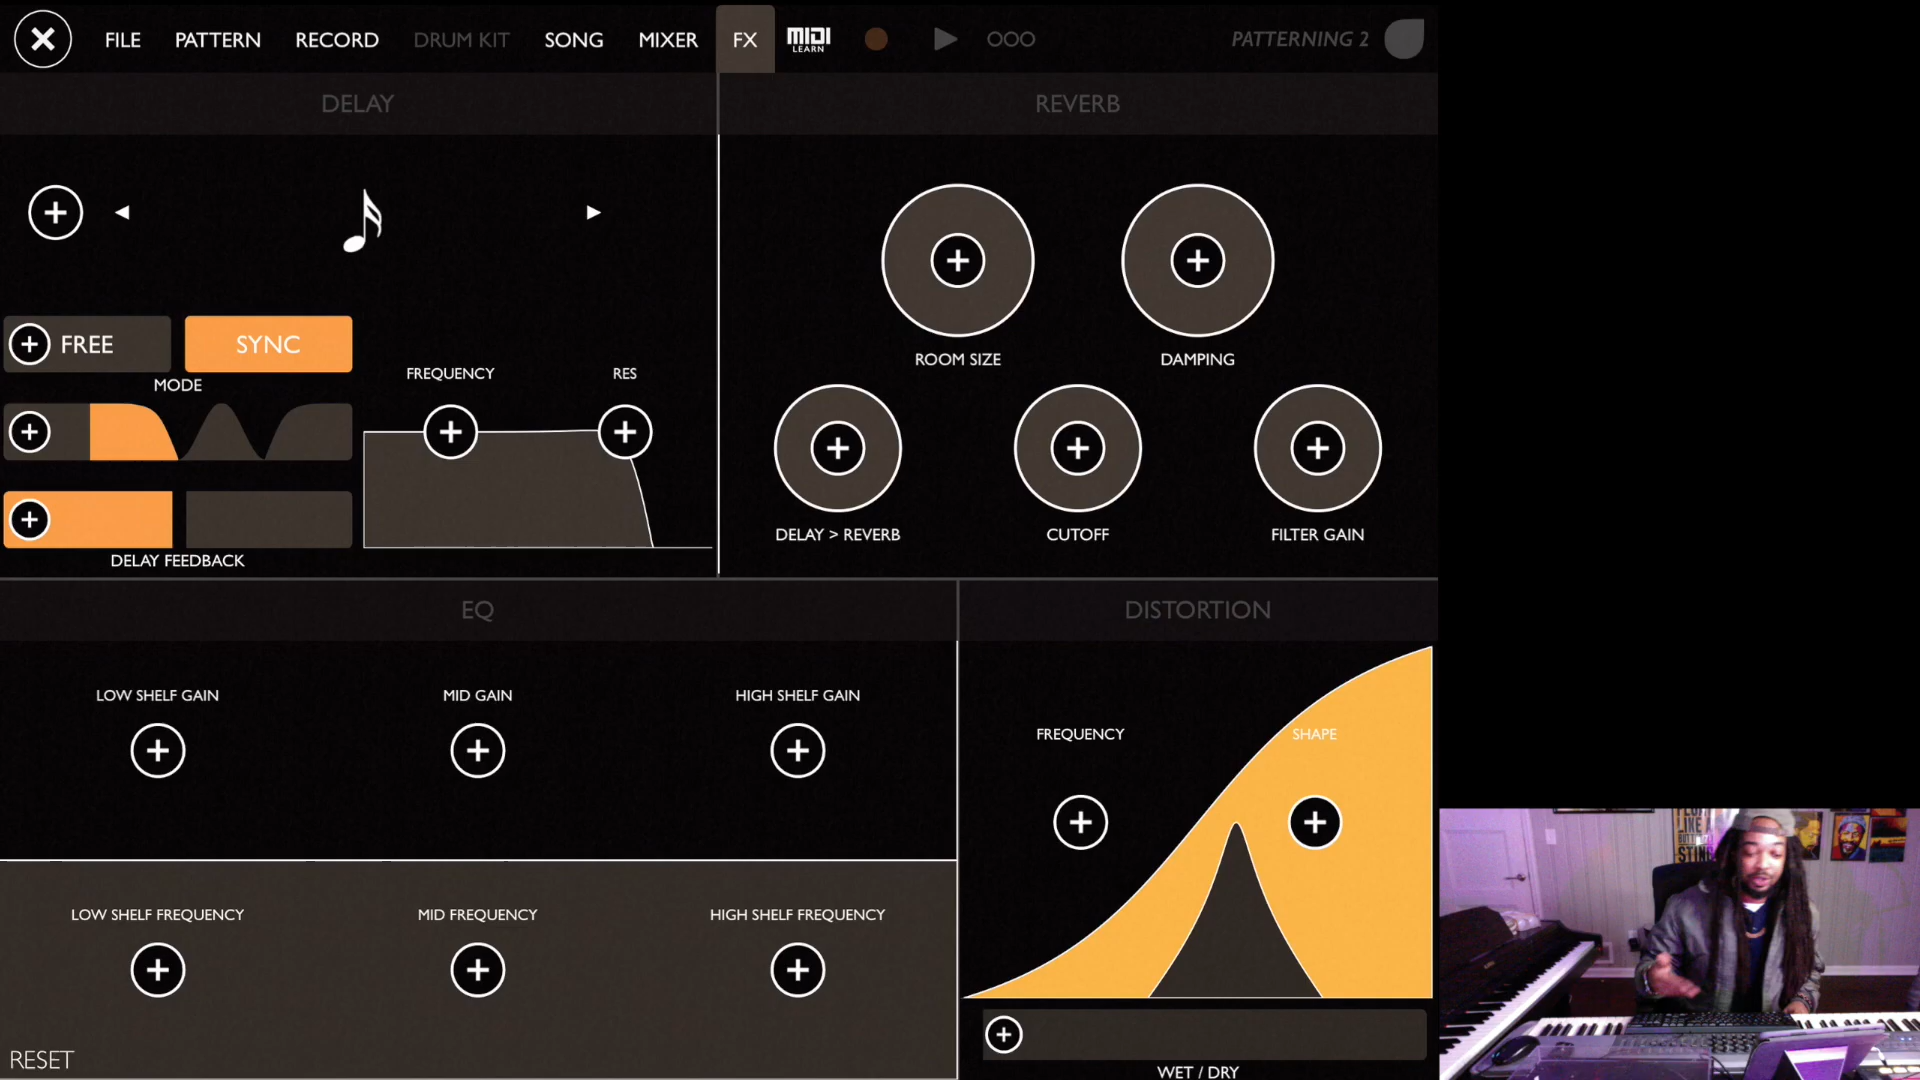 FILE PATTERN RECORD DRUM KIT SONG MIXER FX MIDI LEARN PATTERNING 2
DELAY
REVERB
FREE SYNC
MODE
FREQUENCY RES
DELAY FEEDBACK
ROOM SIZE DAMPING
DELAY > REVERB CUTOFF FILTER GAIN
EQ
DISTORTION
LOW SHELF GAIN MID GAIN HIGH SHELF GAIN
FREQUENCY SHAPE
LOW SHELF FREQUENCY MID FREQUENCY HIGH SHELF FREQUENCY
RESET
WET / DRY
LIKE A
STING